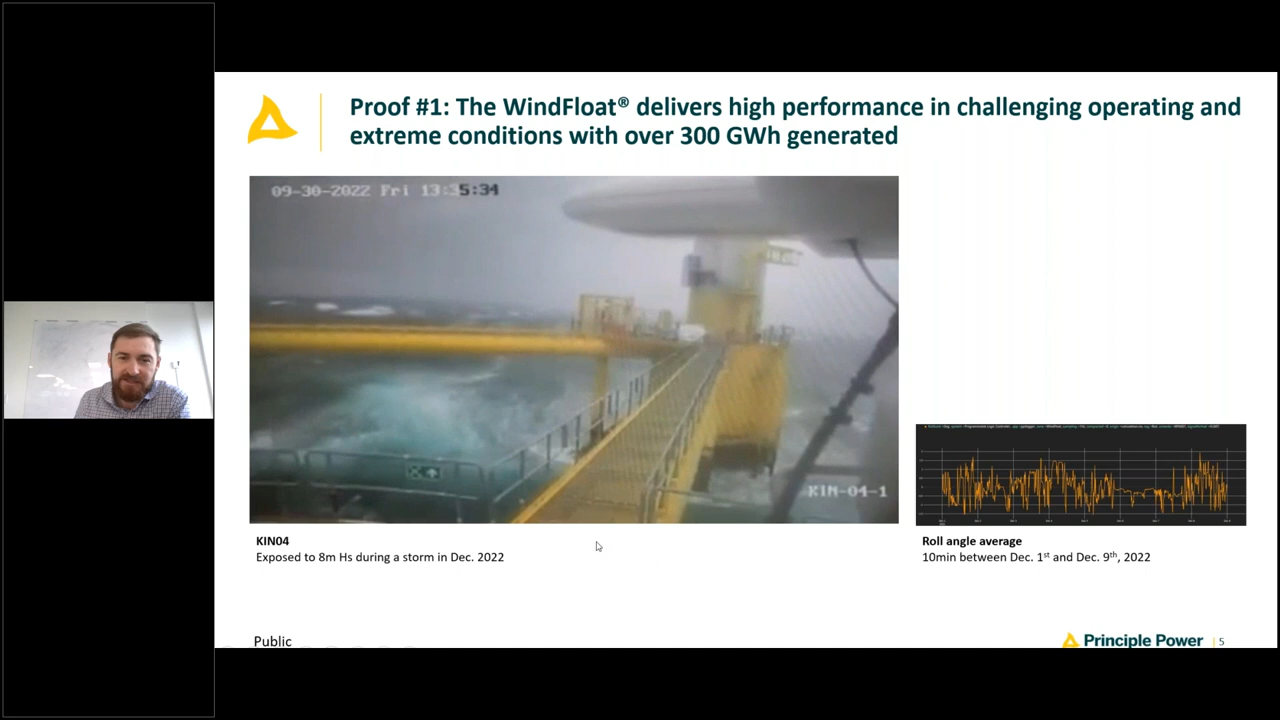 Proof #1: The WindFloat® delivers high performance in challenging operating and
extreme conditions with over 300 GWh generated
09-30-2022 Fri 13:35:34
KIN-04-1
KIN04
Exposed to 8m Hs during a storm in Dec. 2022
Roll angle average
10min between Dec. 1st and Dec. 9th, 2022
Public
Principle Power
5